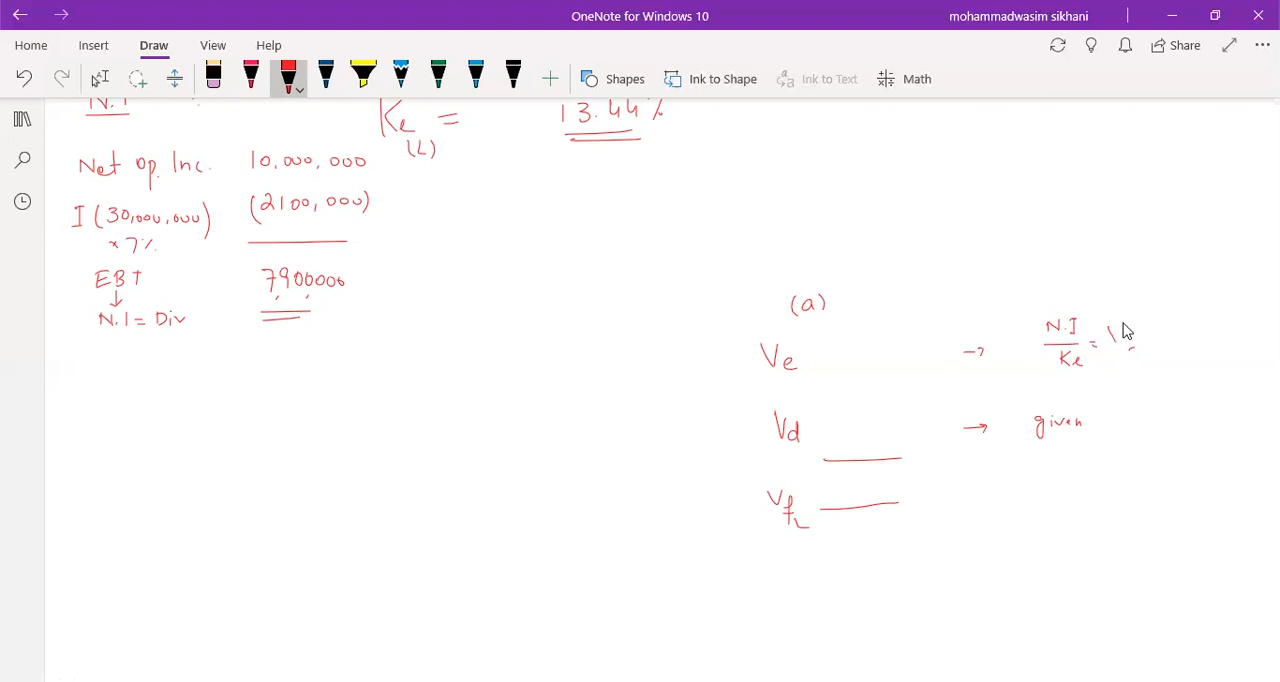 OneNote for Windows 10
mohammadwasim sikhani
Home Insert Draw View Help
Share
Shapes Ink to Shape Ink to Text Math
N.I
Ke = 13.44%
(L)
Net Op. Inc. 10,000,000
I (30,000,000) (2100,000)
× 7%
EBT 7900000
N.I = Div
(a)
Ve → N.I / Ke =
Vd → given
VfL